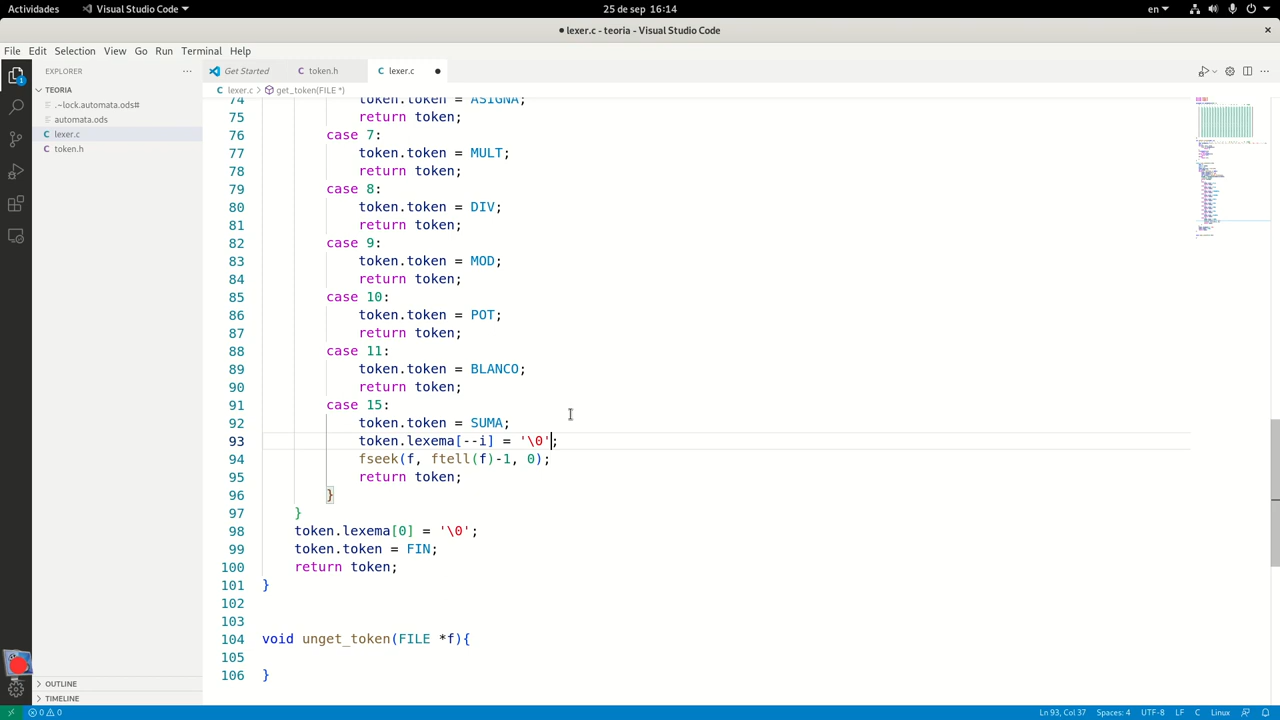 Actividades Visual Studio Code 25 de sep 16:14 en
● lexer.c - teoria - Visual Studio Code ×
File Edit Selection View Go Run Terminal Help
EXPLORER ··· Get Started token.h lexer.c ●
TEORIA lexer.c > get_token(FILE *)
.~lock.automata.ods#
automata.ods
lexer.c
token.h
74 token.token = ASIGNA;
75 return token;
76 case 7:
77 token.token = MULT;
78 return token;
79 case 8:
80 token.token = DIV;
81 return token;
82 case 9:
83 token.token = MOD;
84 return token;
85 case 10:
86 token.token = POT;
87 return token;
88 case 11:
89 token.token = BLANCO;
90 return token;
91 case 15:
92 token.token = SUMA;
93 token.lexema[--i] = '\0';
94 fseek(f, ftell(f)-1, 0);
95 return token;
96 }
97 }
98 token.lexema[0] = '\0';
99 token.token = FIN;
100 return token;
101 }
102
103
104 void unget_token(FILE *f){
105
106 }
OUTLINE
TIMELINE
0 0 Ln 93, Col 37 Spaces: 4 UTF-8 LF C Linux